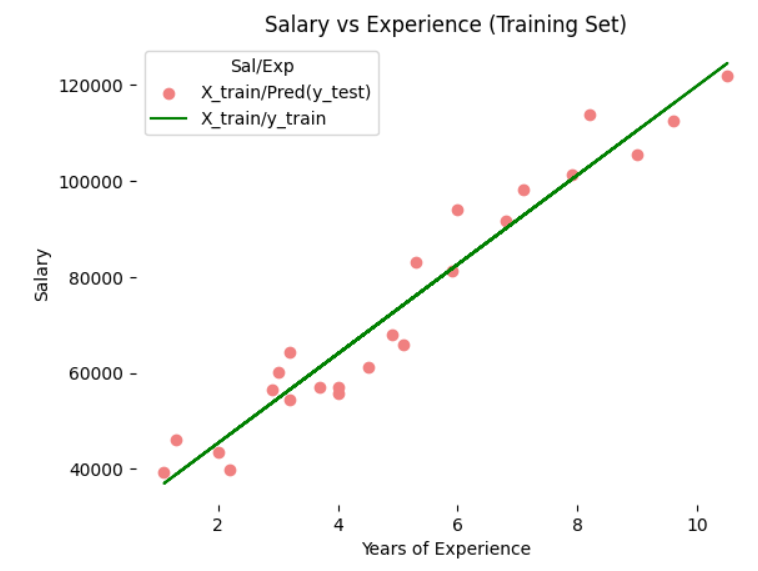 Salary vs Experience (Training Set)
Sal/Exp
X_train/Pred(y_test)
X_train/y_train
120000
100000
80000
60000
40000
Salary
2 4 6 8 10
Years of Experience